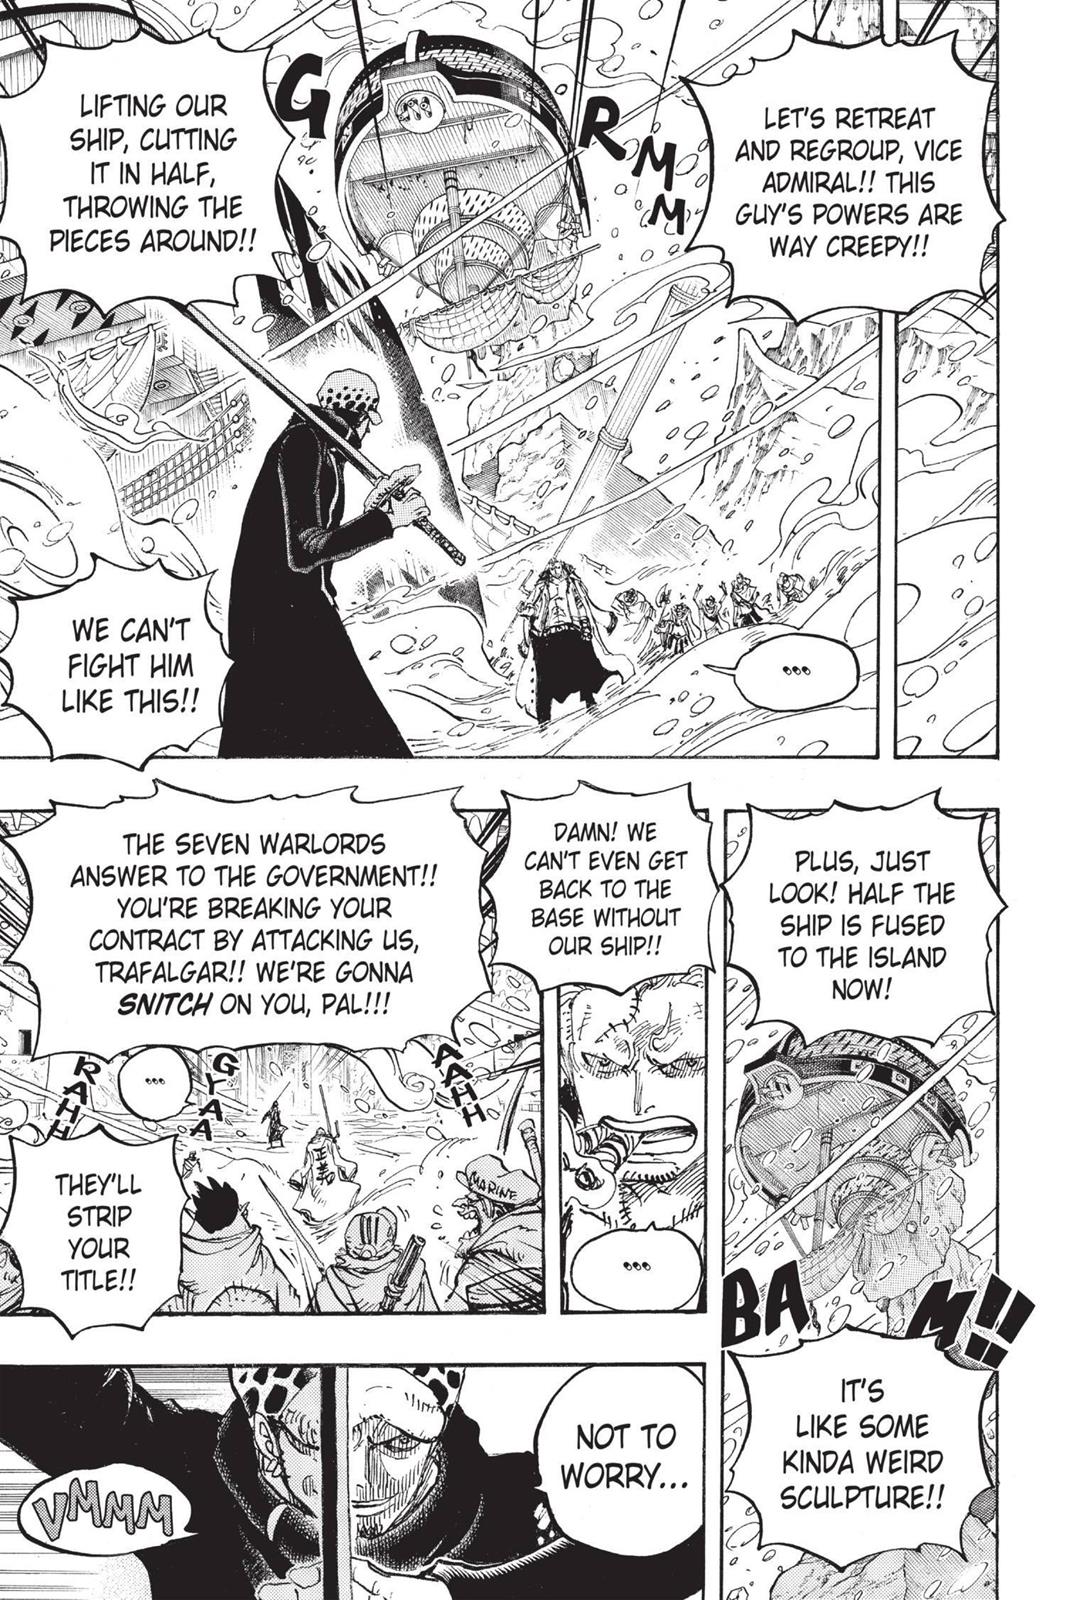 LET'S RETREAT
AND REGROUP, VICE
ADMIRAL!! THIS
GUY'S POWERS ARE
WAY CREEPY!!
GRMMM
LIFTING OUR
SHIP, CUTTING
IT IN HALF,
THROWING THE
PIECES AROUND!!
WE CAN'T
FIGHT HIM
LIKE THIS!!
...
PLUS, JUST
LOOK! HALF THE
SHIP IS FUSED
TO THE ISLAND
NOW!
BAM!!
IT'S
LIKE SOME
KINDA WEIRD
SCULPTURE!!
DAMN! WE
CAN'T EVEN GET
BACK TO THE
BASE WITHOUT
OUR SHIP!!
...
THE SEVEN WARLORDS
ANSWER TO THE GOVERNMENT!!
YOU'RE BREAKING YOUR
CONTRACT BY ATTACKING US,
TRAFALGAR!! WE'RE GONNA
SNITCH ON YOU, PAL!!!
AAHH
GYAA
RAHH
...
MARINE
正義
THEY'LL
STRIP
YOUR
TITLE!!
NOT TO
WORRY...
VMMM